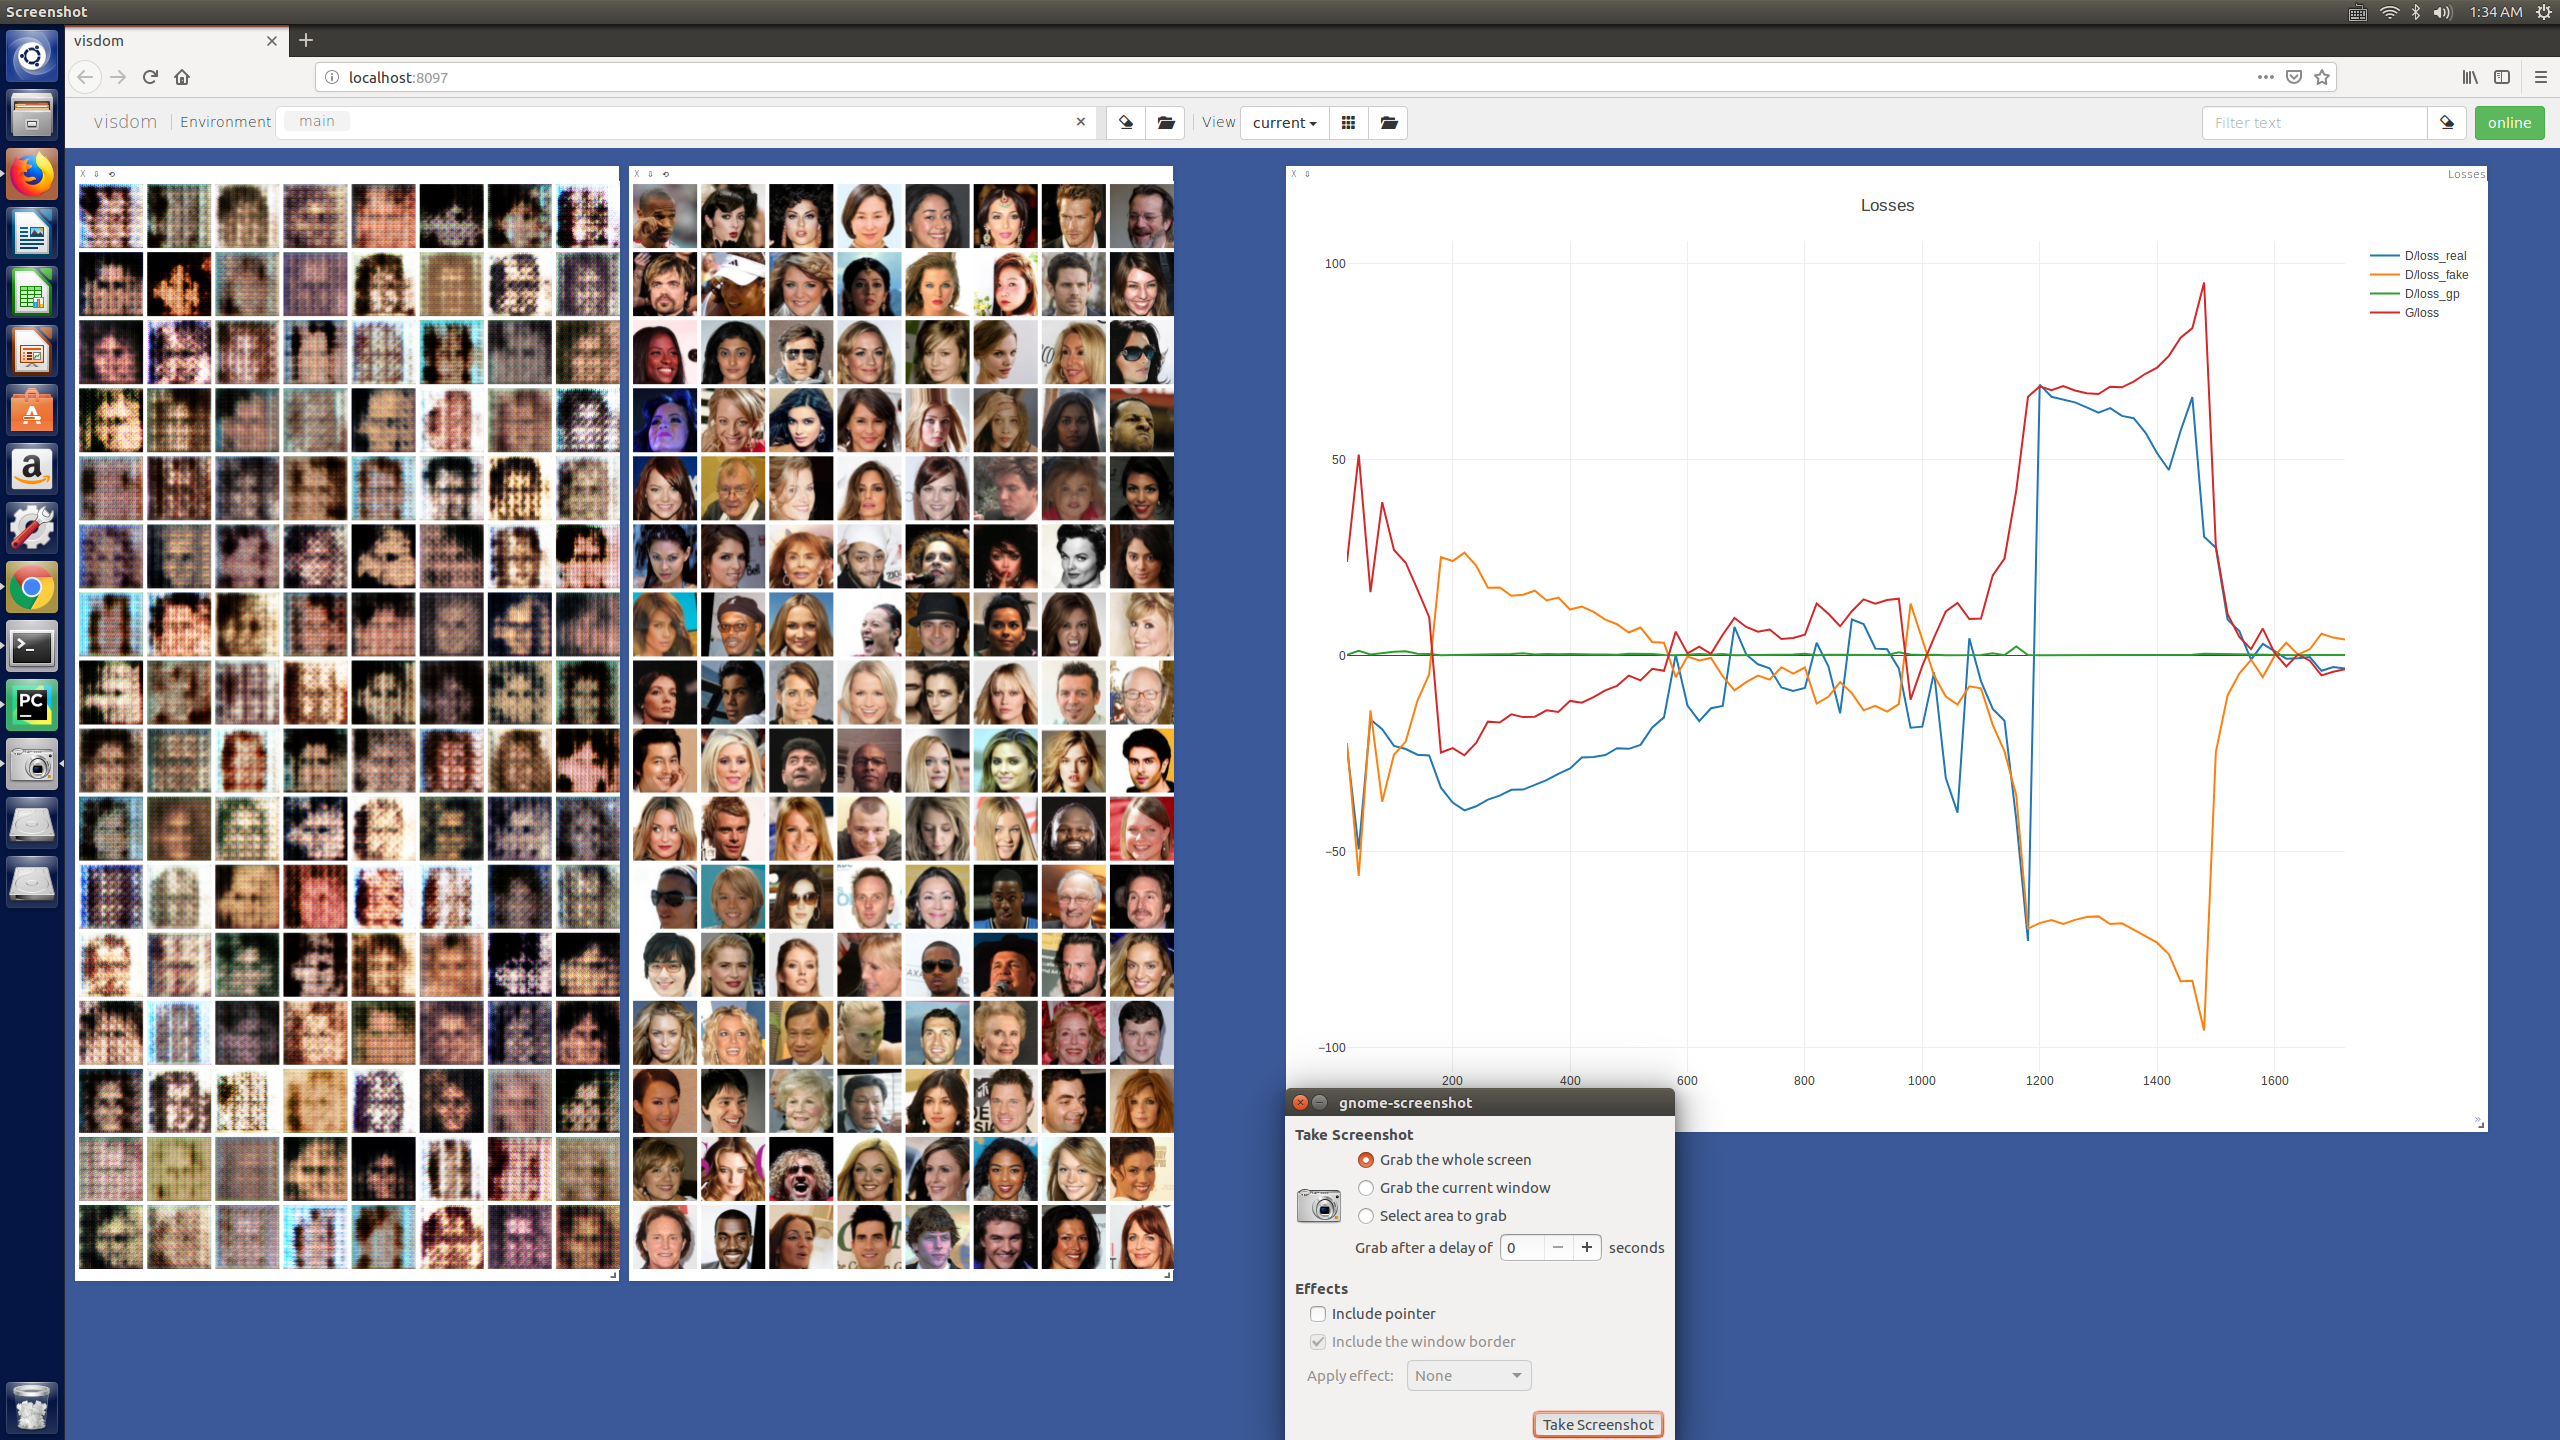 Screenshot
1:34 AM
visdom
localhost:8097
visdom Environment main View current Filter text online
X
X
X
Losses
Losses
100
50
0
−50
−100
200 400 600 800 1000 1200 1400 1600
D/loss_real
D/loss_fake
D/loss_gp
G/loss
gnome-screenshot
Take Screenshot
Grab the whole screen
Grab the current window
Select area to grab
Grab after a delay of 0 seconds
Effects
Include pointer
Include the window border
Apply effect: None
Take Screenshot
a
PC